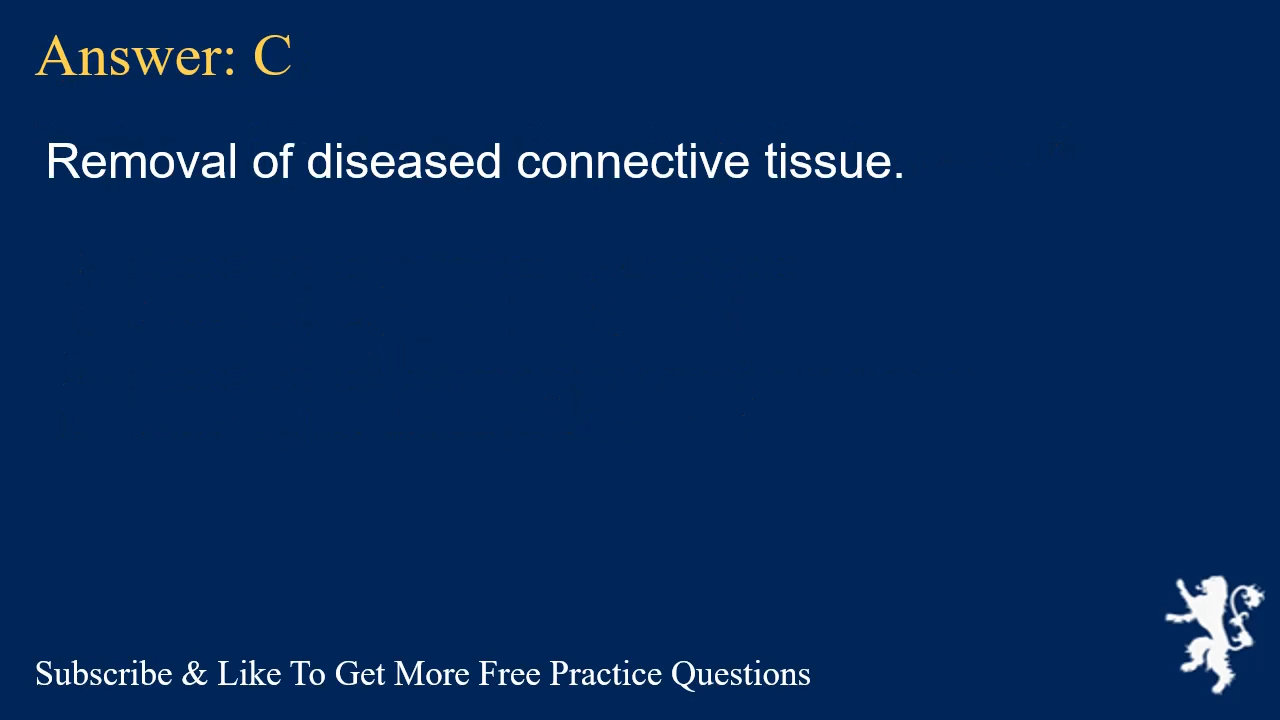 Answer: C
Removal of diseased connective tissue.
Subscribe & Like To Get More Free Practice Questions